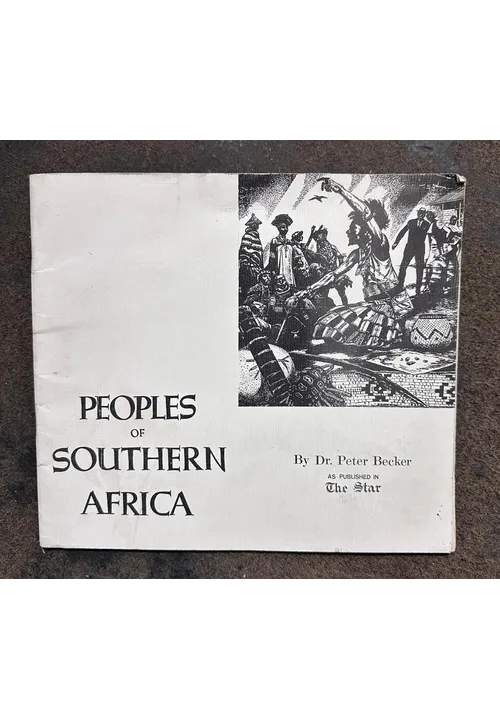 PEOPLES
OF
SOUTHERN
AFRICA
By Dr. Peter Becker
AS PUBLISHED IN
The Star